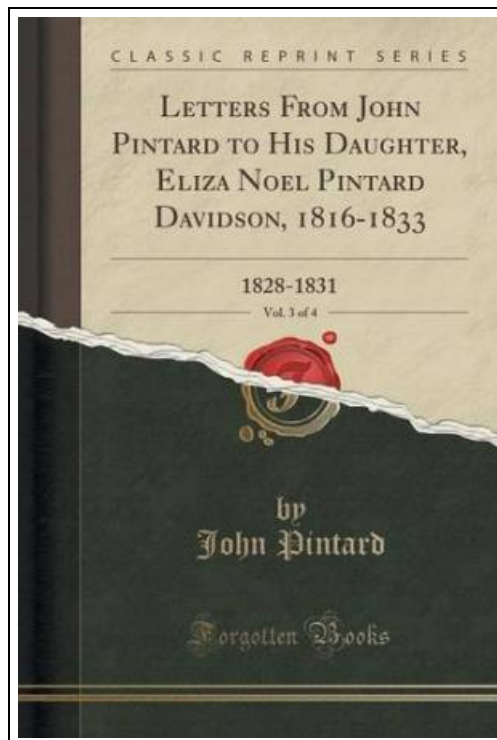 CLASSIC REPRINT SERIES
LETTERS FROM JOHN
PINTARD TO HIS DAUGHTER,
ELIZA NOEL PINTARD
DAVIDSON, 1816-1833
1828-1831
Vol. 3 of 4
F
by
John Pintard
Forgotten Books